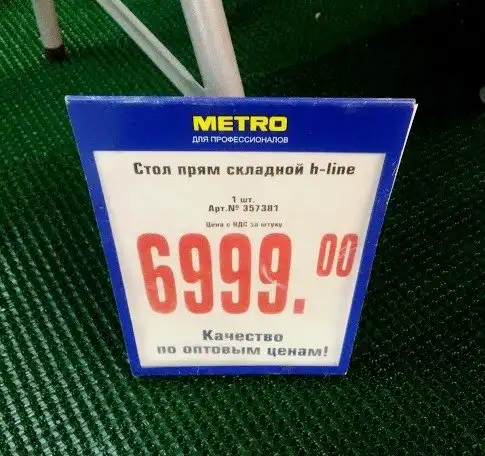 METRO
ДЛЯ ПРОФЕССИОНАЛОВ
Стол прям складной h-line
1 шт.
Арт.№ 357381
Цена с НДС за штуку
6999.00
Качество
по оптовым ценам!